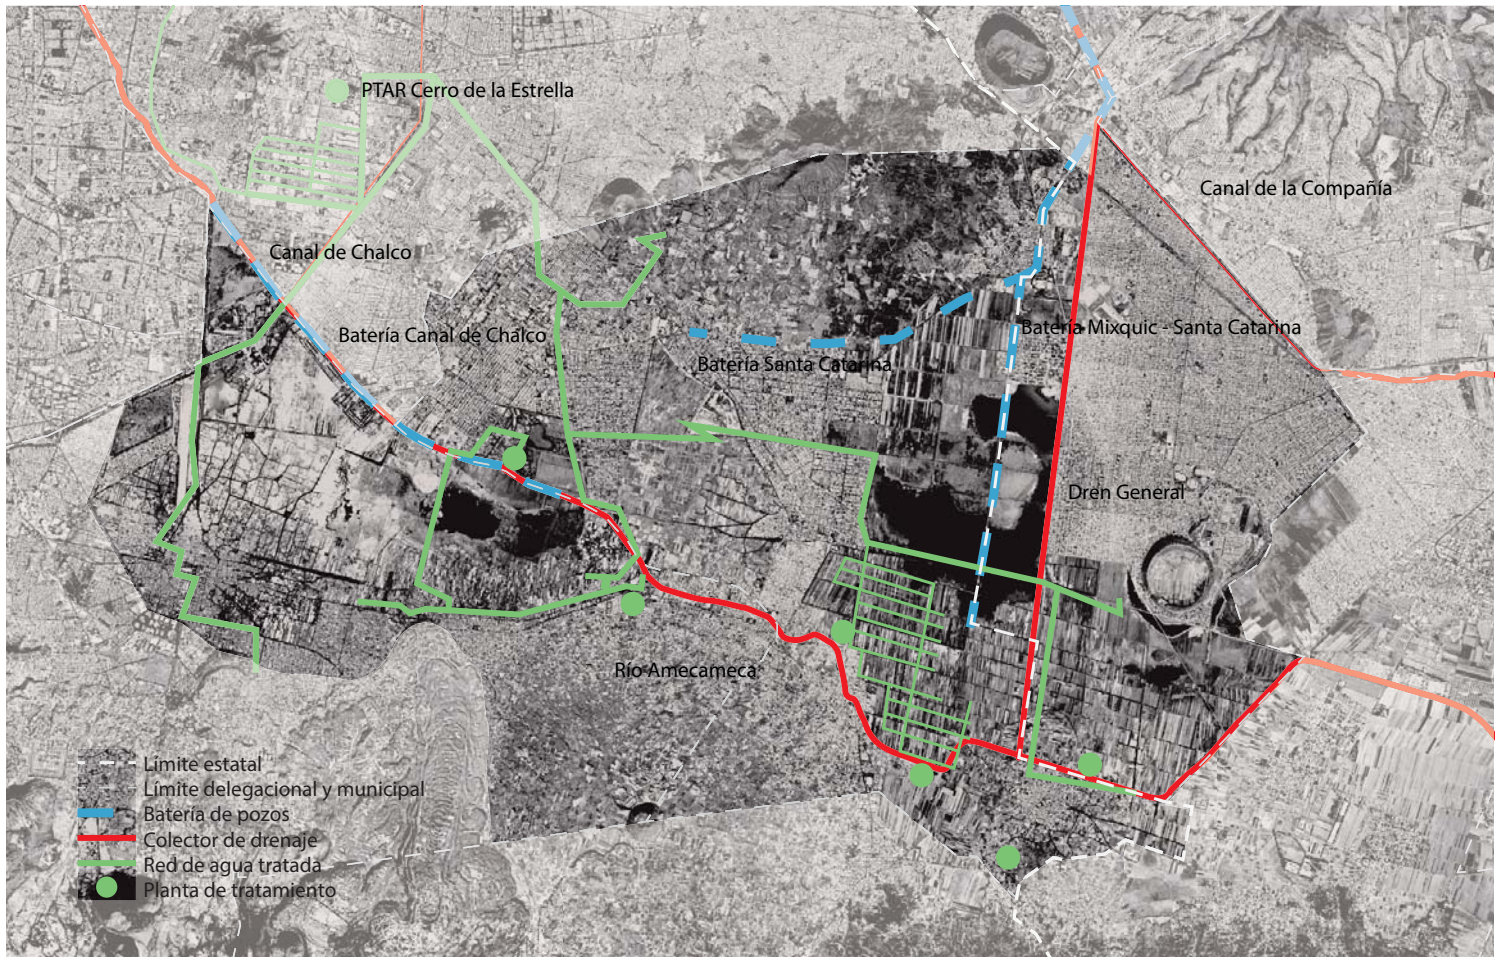 PTAR Cerro de la Estrella
Canal de la Compañía
Canal de Chalco
Batería Canal de Chalco
Batería Mixquic - Santa Catarina
Batería Santa Catarina
Dren General
Río Amecameca
Límite estatal
Límite delegacional y municipal
Batería de pozos
Colector de drenaje
Red de agua tratada
Planta de tratamiento